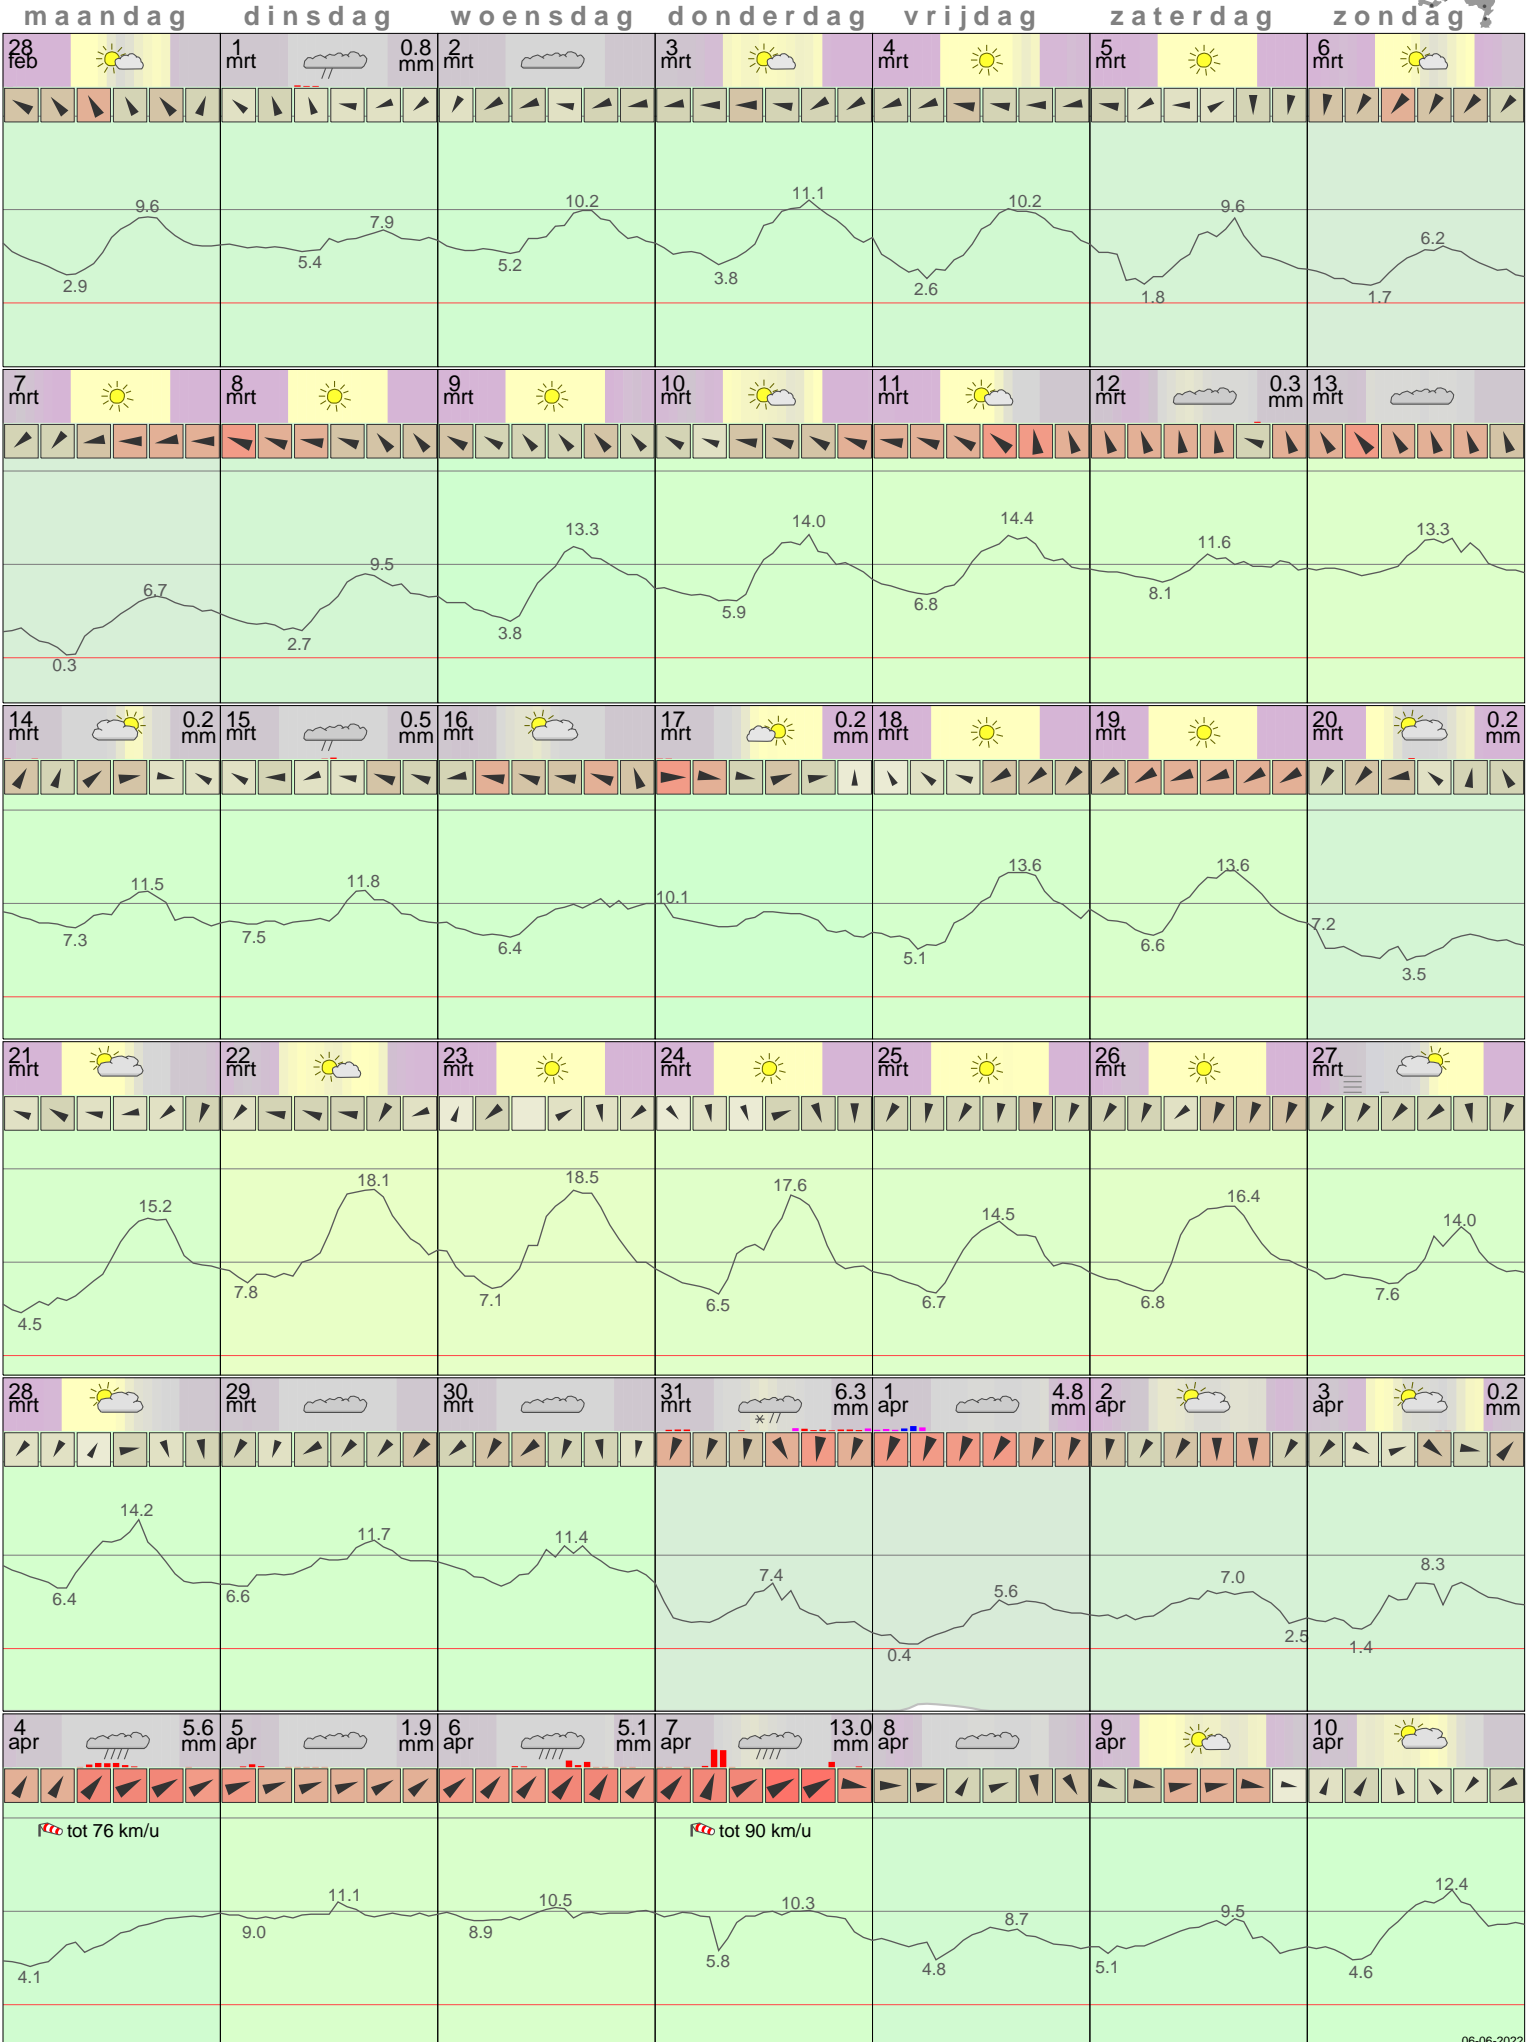 maandag dinsdag woensdag donderdag vrijdag zaterdag zondag
28 1 0.8 2 3 4 5 6
feb mrt mm mrt mrt mrt mrt mrt
11.1
9.6 10.2 10.2 9.6
7.9
6.2
5.4 5.2
3.8
2.9 2.6
1.8 1.7
7 8 9 10 11 12 0.3 13
mrt mrt mrt mrt mrt mrt mm mrt
14.0 14.4
13.3 13.3
11.6
9.5
6.7 8.1
5.9 6.8
3.8
2.7
0.3
14 0.2 15 0.5 16 17 0.2 18 19 20 0.2
mrt mm mrt mm mrt mrt mm mrt mrt mrt mm
13.6 13.6
11.5 11.8
10.1
7.2
7.3 7.5
6.4 6.6
5.1
3.5
21 22 23 24 25 26 27
mrt mrt mrt mrt mrt mrt mrt
18.1 18.5
17.6
16.4
15.2 14.5 14.0
7.8 7.1 6.5 6.7 6.8 7.6
4.5
28 29 30 31 6.3 1 4.8 2 3 0.2
mrt mrt mrt mrt mm apr mm apr apr mm
14.2
11.7 11.4
8.3
7.4 7.0
5.6
6.4 6.6
2.5
1.4
0.4
4 5.6 5 1.9 6 5.1 7 13.0 8 9 10
apr mm apr mm apr mm apr mm apr apr apr
tot 76 km/u tot 90 km/u
12.4
11.1 10.5 10.3
9.5
8.7
9.0 8.9
5.8 4.8 5.1 4.6
4.1
06-06-2022